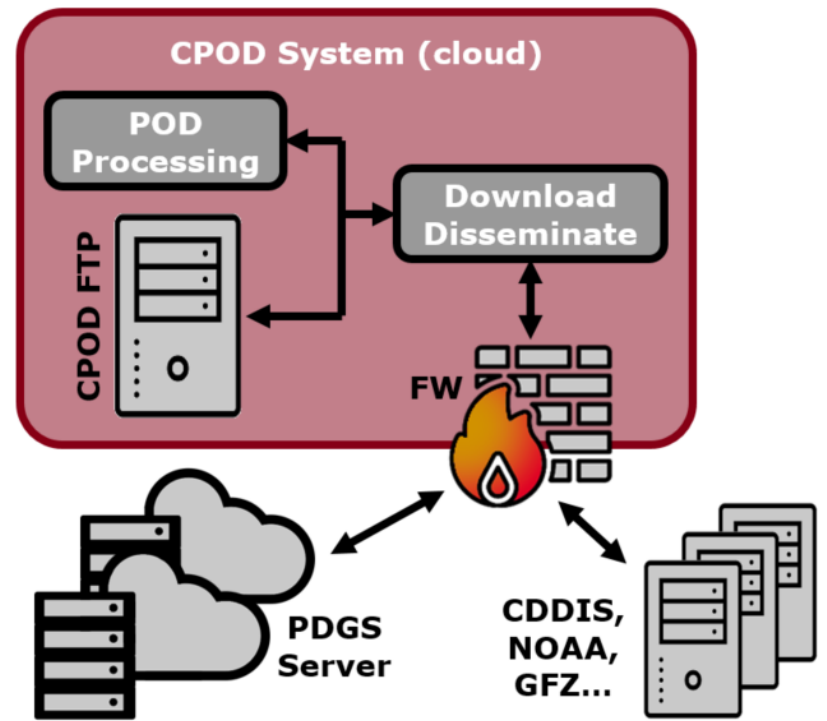 CPOD System (cloud)
POD
Processing
Download
Disseminate
CPOD FTP
FW
PDGS
Server
CDDIS,
NOAA,
GFZ...